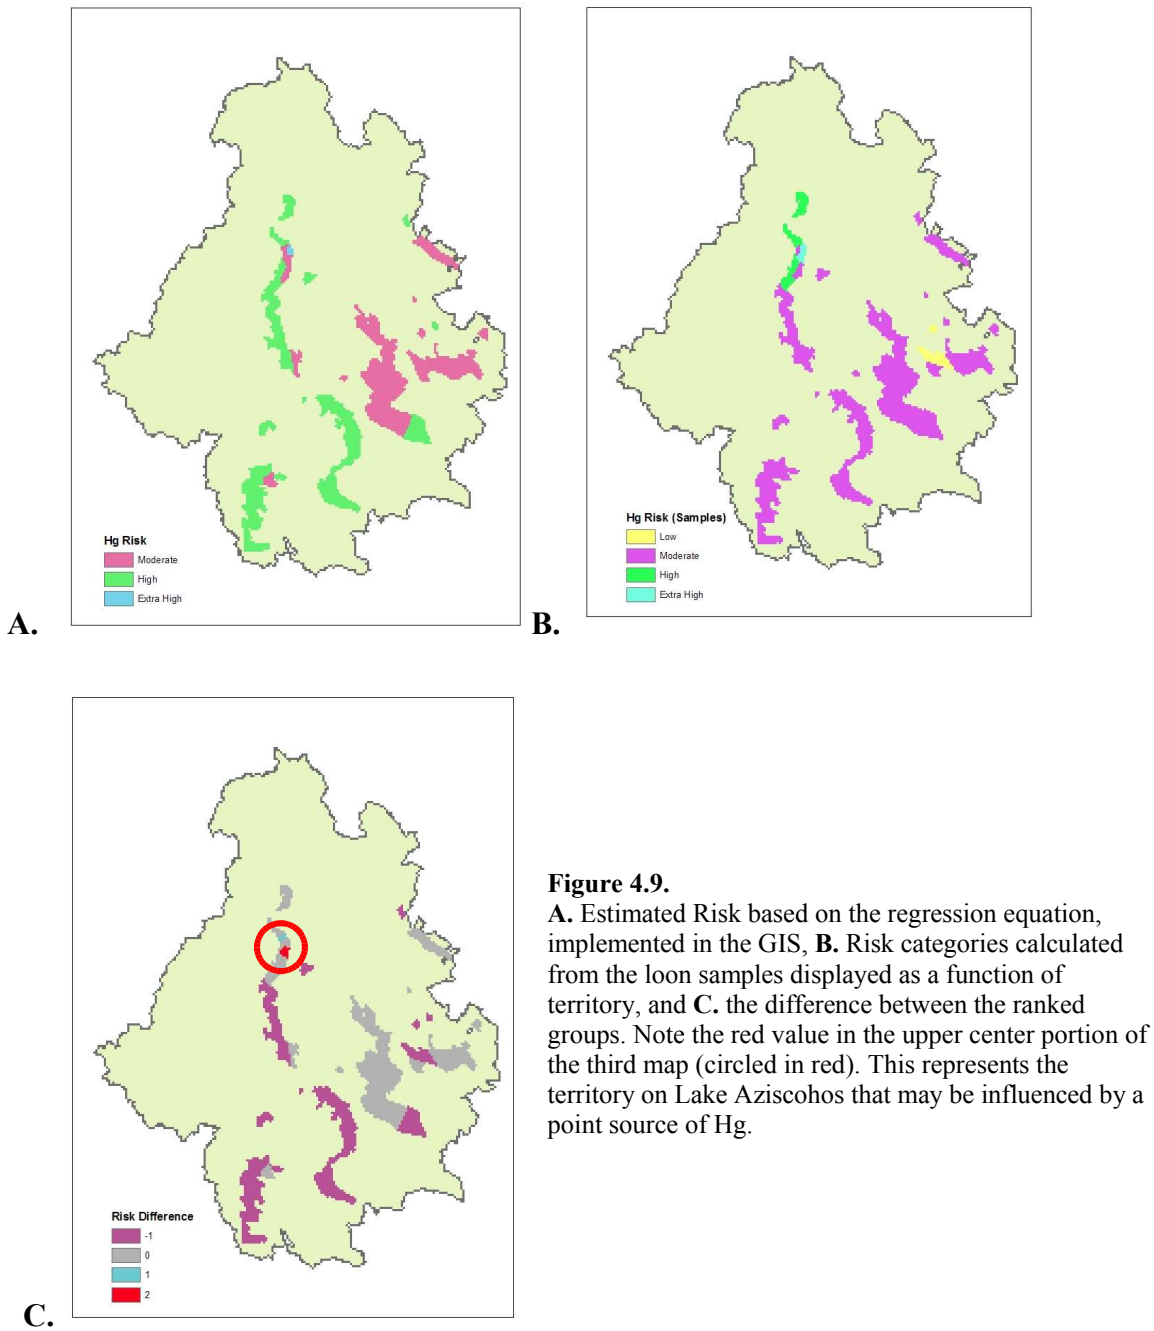 Hg Risk
Moderate
High
Extra High
A.
Hg Risk (Samples)
Low
Moderate
High
Extra High
B.
Risk Difference
-1
0
1
2
C.
Figure 4.9.
A. Estimated Risk based on the regression equation,
implemented in the GIS, B. Risk categories calculated
from the loon samples displayed as a function of
territory, and C. the difference between the ranked
groups. Note the red value in the upper center portion of
the third map (circled in red). This represents the
territory on Lake Aziscohos that may be influenced by a
point source of Hg.